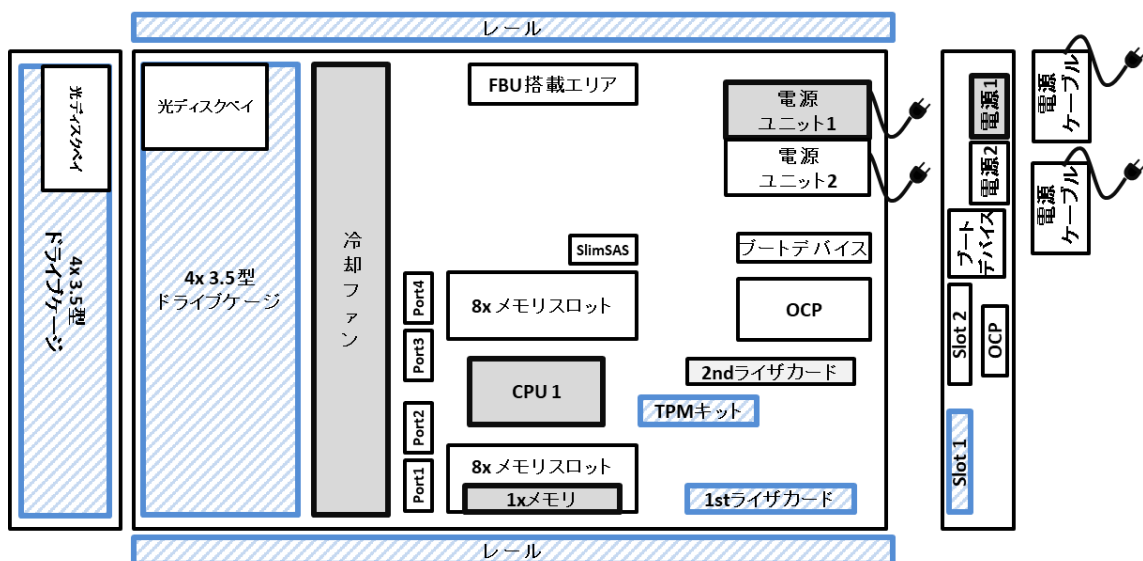 レール
光ディスクベイ
4x 3.5型
ドライブケージ
光ディスクベイ
4x 3.5型
ドライブケージ
冷却ファン
FBU搭載エリア
電源
ユニット1
電源
ユニット2
SlimSAS
ブートデバイス
Port4
Port3
Port2
Port1
8xメモリスロット
OCP
CPU 1
2ndライザカード
TPMキット
8xメモリスロット
1xメモリ
1stライザカード
レール
電源1
電源2
ブート
デバイス
Slot 2
OCP
Slot 1
電源
ケーブル
電源
ケーブル